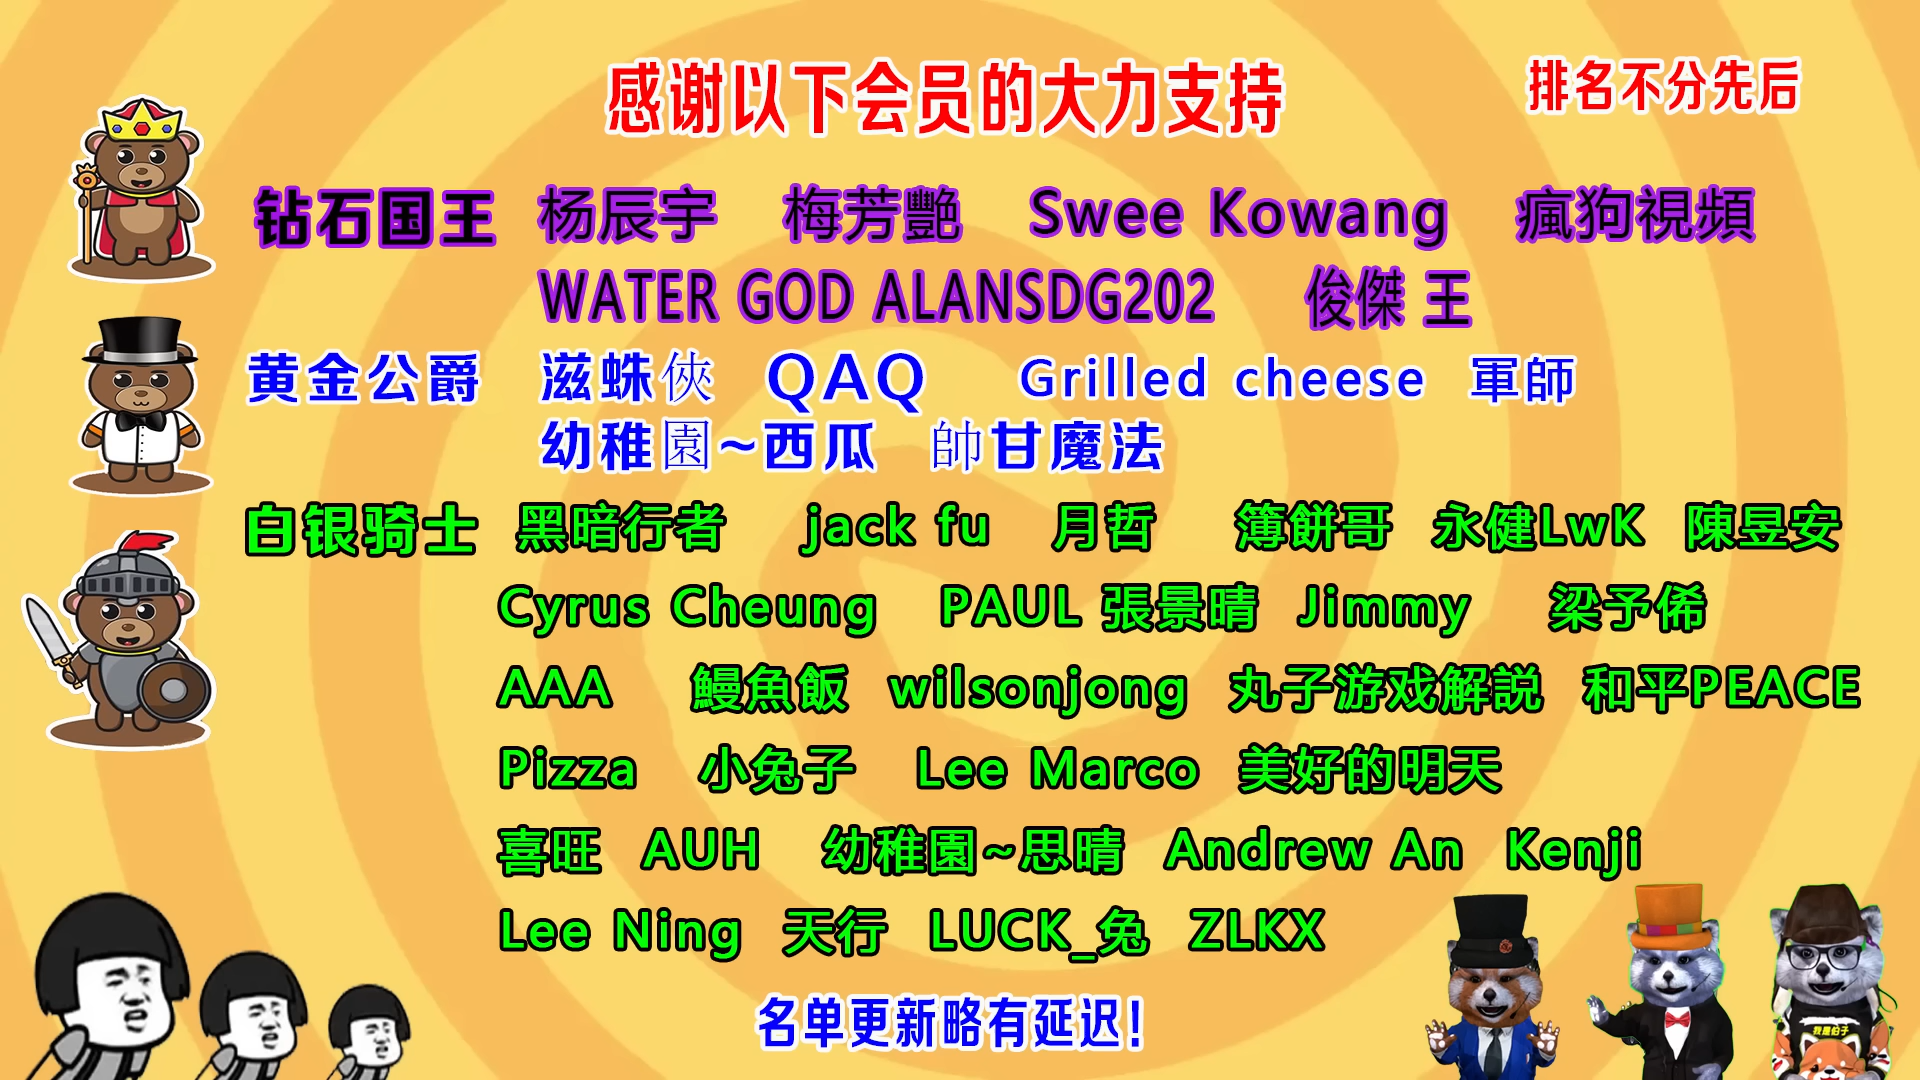 感谢以下会员的大力支持 排名不分先后
钻石国王 杨辰宇 梅芳艷 Swee Kowang 瘋狗視頻
WATER GOD ALANSDG202 俊傑 王
黄金公爵 滋蛛俠 QAQ Grilled cheese 軍師
幼稚園~西瓜 帥甘魔法
白银骑士 黑暗行者 jack fu 月哲 簿餅哥 永健LwK 陳昱安
Cyrus Cheung PAUL 張景晴 Jimmy 梁予俙
AAA 鰻魚飯 wilsonjong 丸子游戏解説 和平PEACE
Pizza 小兔子 Lee Marco 美好的明天
喜旺 AUH 幼稚園~思晴 Andrew An Kenji
Lee Ning 天行 LUCK_兔 ZLKX
名单更新略有延迟!
我是伯子